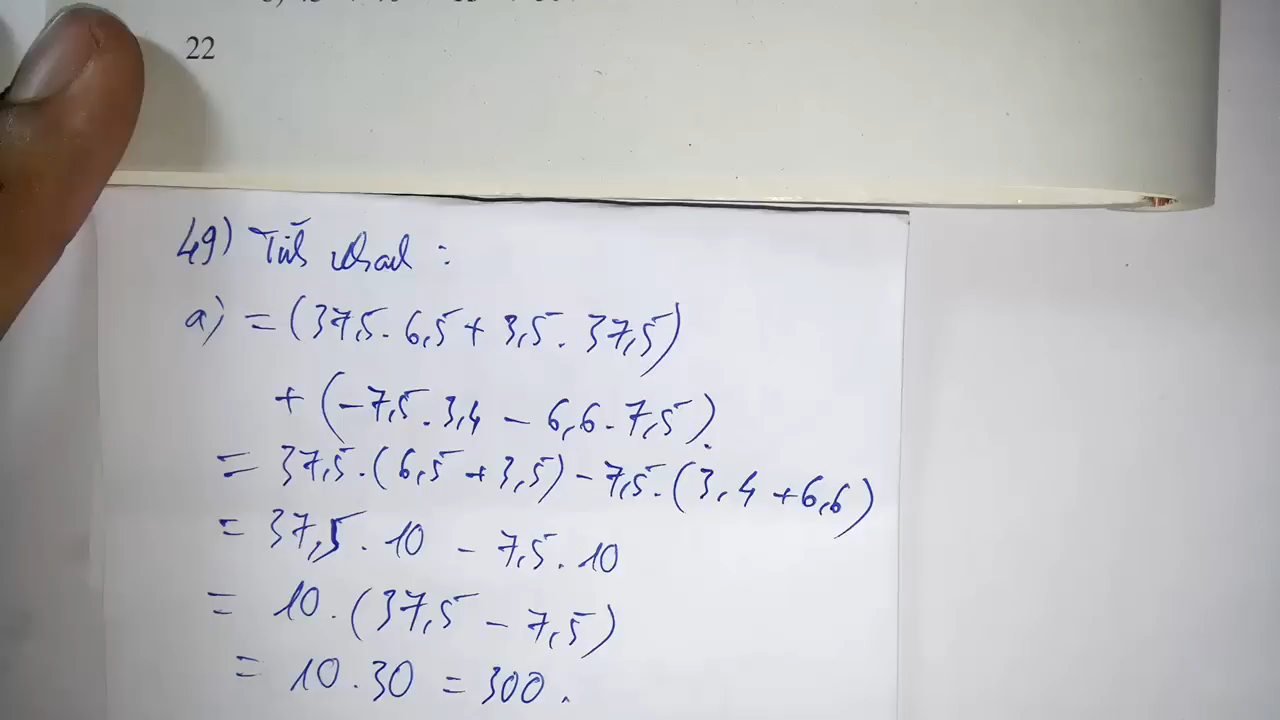 22
49) Tính nhanh :
a) = (37,5. 6,5 + 3,5. 37,5)
+ (-7,5. 3,4 - 6,6. 7,5).
= 37,5.(6,5 + 3,5) - 7,5.(3,4 + 6,6)
= 37,5. 10 - 7,5. 10
= 10. (37,5 - 7,5)
= 10. 30 = 300.